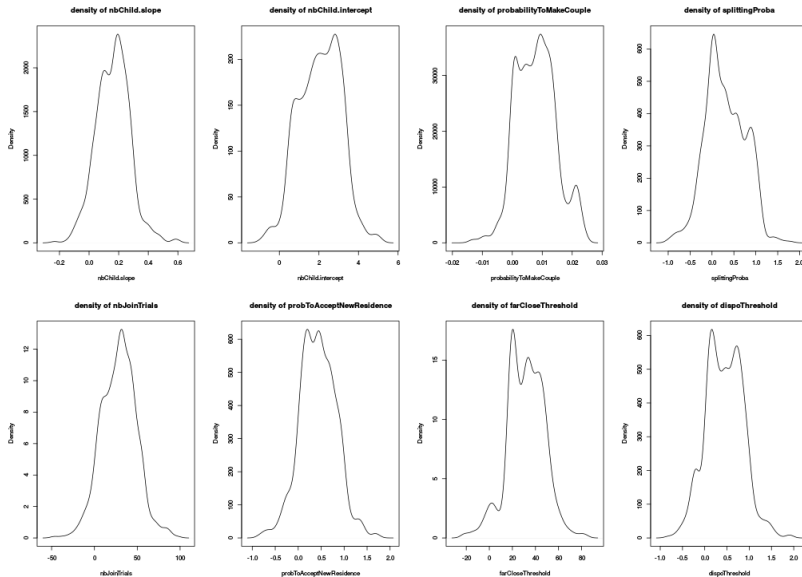 density of nbChild.slope
density of nbChild.intercept
density of probabilityToMakeCouple
density of splittingProba
Density
0 500 1000 1500 2000
-0.2 0.0 0.2 0.4 0.6
nbChild.slope
Density
0 50 100 150 200
0 2 4 6
nbChild.intercept
Density
0 10000 30000
-0.02 -0.01 0.00 0.01 0.02 0.03
probabilityToMakeCouple
Density
0 100 200 300 400 500 600
-1.0 -0.5 0.0 0.5 1.0 1.5 2.0
splittingProba
density of nbJoinTrials
density of probToAcceptNewResidence
density of farCloseThreshold
density of dispoThreshold
Density
0 2 4 6 8 10 12
-50 0 50 100
nbJoinTrials
Density
0 100 200 300 400 500 600
-1.0 -0.5 0.0 0.5 1.0 1.5 2.0
probToAcceptNewResidence
Density
0 5 10 15
-20 0 20 40 60 80
farCloseThreshold
Density
0 100 200 300 400 500 600
-0.5 0.0 0.5 1.0 1.5 2.0
dispoThreshold